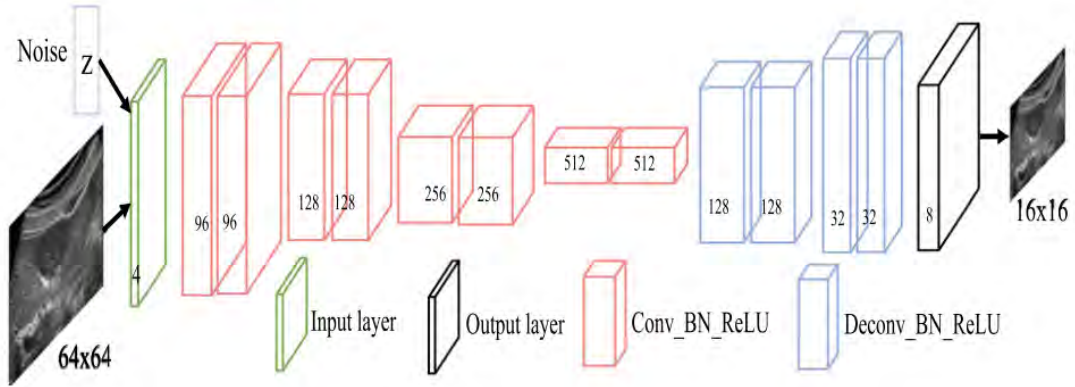 Noise
Z
4
96 96
128 128
256 256
512 512
128 128
32 32
8
16x16
64x64
Input layer
Output layer
Conv_BN_ReLU
Deconv_BN_ReLU